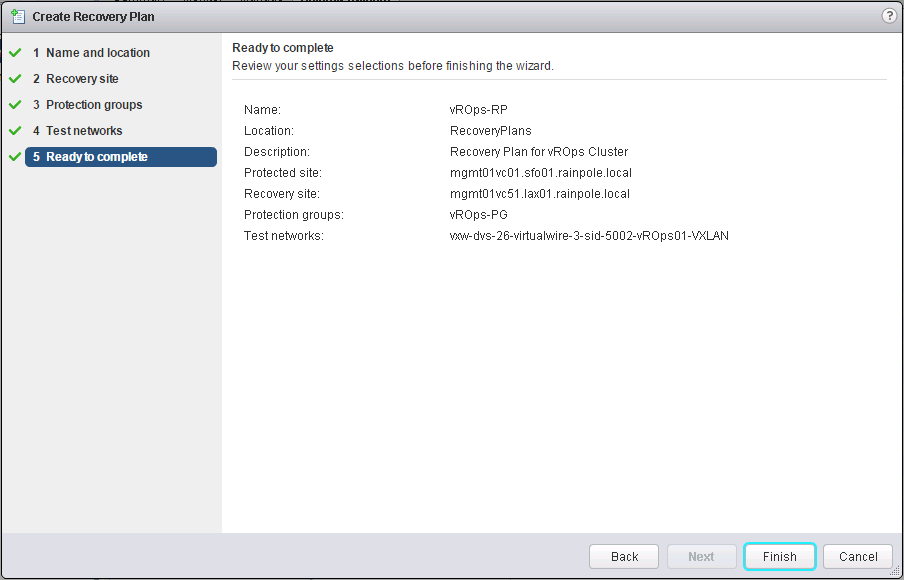 Create Recovery Plan
?
1 Name and location
2 Recovery site
3 Protection groups
4 Test networks
5 Ready to complete
Ready to complete
Review your settings selections before finishing the wizard.
Name: vROps-RP
Location: RecoveryPlans
Description: Recovery Plan for vROps Cluster
Protected site: mgmt01vc01.sfo01.rainpole.local
Recovery site: mgmt01vc51.lax01.rainpole.local
Protection groups: vROps-PG
Test networks: vxw-dvs-26-virtualwire-3-sid-5002-vROps01-VXLAN
Back Next Finish Cancel